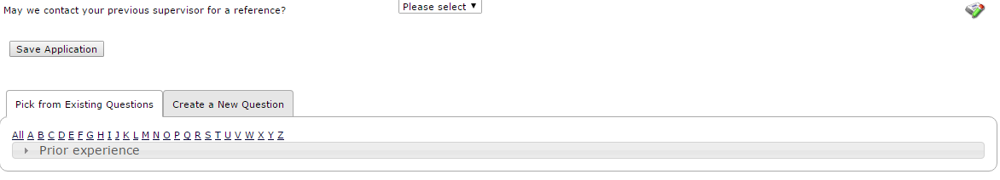 May we contact your previous supervisor for a reference? Please select
Save Application
Pick from Existing Questions Create a New Question
All A B C D E F G H I J K L M N O P Q R S T U V W X Y Z
Prior experience